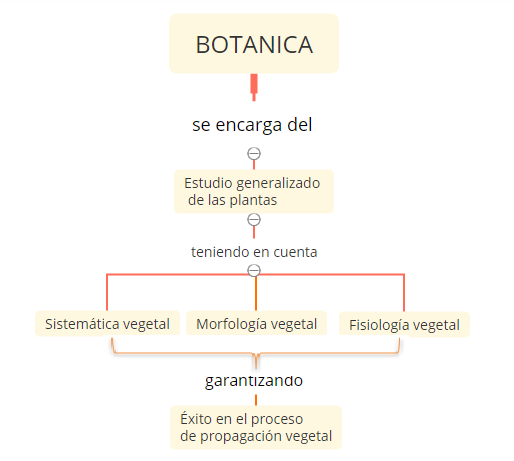 BOTANICA
se encarga del
Estudio generalizado
de las plantas
teniendo en cuenta
Sistemática vegetal
Morfología vegetal
Fisiología vegetal
garantizando
Éxito en el proceso
de propagación vegetal